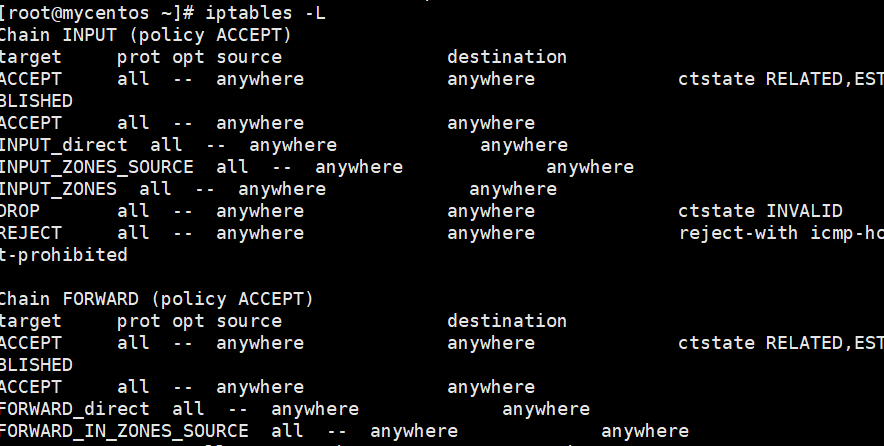 [root@mycentos ~]# iptables -L
Chain INPUT (policy ACCEPT)
target     prot opt source               destination
ACCEPT     all  --  anywhere             anywhere             ctstate RELATED,EST
BLISHED
ACCEPT     all  --  anywhere             anywhere
INPUT_direct  all  --  anywhere             anywhere
INPUT_ZONES_SOURCE  all  --  anywhere             anywhere
INPUT_ZONES  all  --  anywhere             anywhere
DROP       all  --  anywhere             anywhere             ctstate INVALID
REJECT     all  --  anywhere             anywhere             reject-with icmp-ho
t-prohibited
Chain FORWARD (policy ACCEPT)
target     prot opt source               destination
ACCEPT     all  --  anywhere             anywhere             ctstate RELATED,EST
BLISHED
ACCEPT     all  --  anywhere             anywhere
FORWARD_direct  all  --  anywhere             anywhere
FORWARD_IN_ZONES_SOURCE  all  --  anywhere             anywhere